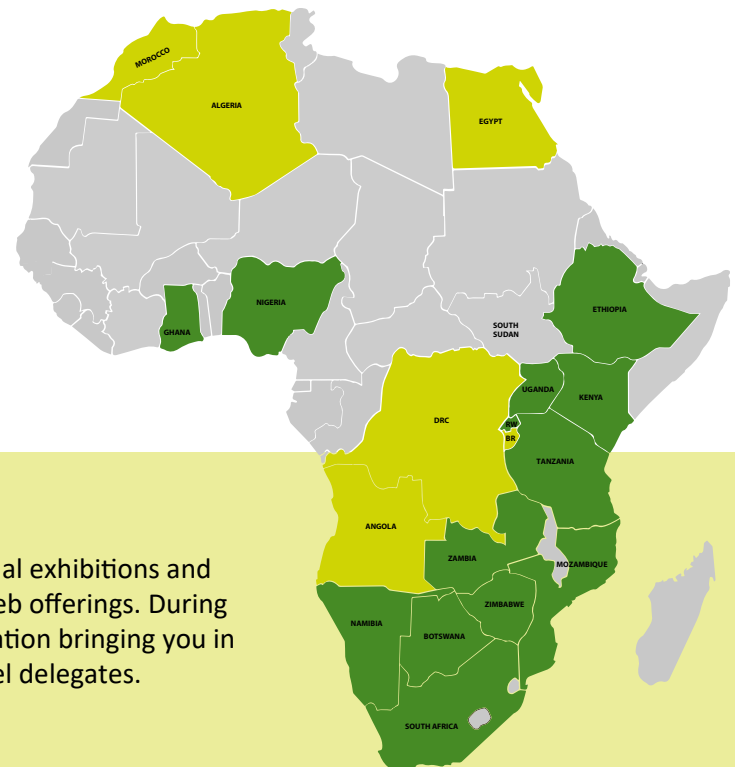 MOROCCO
ALGERIA
EGYPT
NIGERIA
GHANA
ETHIOPIA
SOUTH
SUDAN
UGANDA
KENYA
RW
BR
DRC
TANZANIA
ANGOLA
ZAMBIA
MOZAMBIQUE
ZIMBABWE
NAMIBIA
BOTSWANA
SOUTH AFRICA
al exhibitions and
eb offerings. During
ation bringing you in
el delegates.